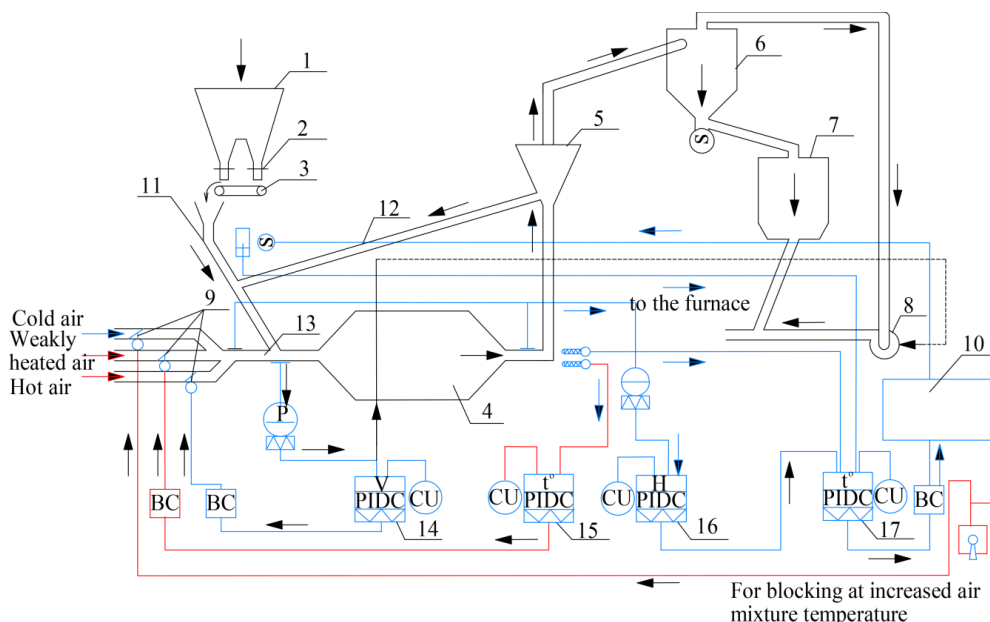 1
2
3
4
5
6
7
8
9
10
11
12
13
14
15
16
17
S
S
Cold air
Weakly
heated air
Hot air
to the furnace
P
BC
BC
V
PIDC
CU
CU
t°
PIDC
CU
H
PIDC
t°
PIDC
CU
BC
For blocking at increased air
mixture temperature